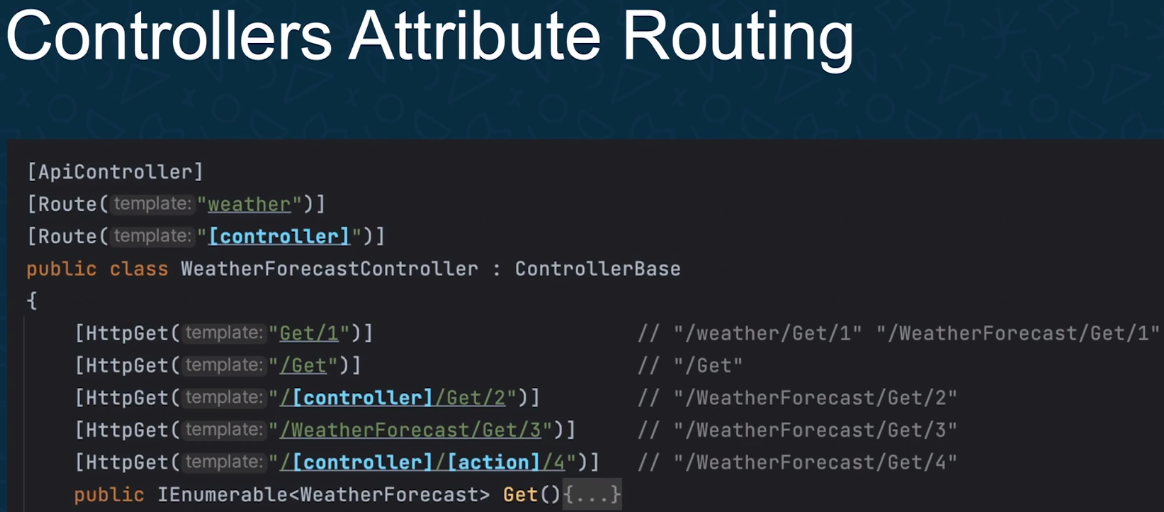 Controllers Attribute Routing
[ApiController]
[Route(template:"weather")]
[Route(template:"[controller]")]
public class WeatherForecastController : ControllerBase
{
[HttpGet(template:"Get/1")] // "/weather/Get/1" "/WeatherForecast/Get/1"
[HttpGet(template:"/Get")] // "/Get"
[HttpGet(template:"/[controller]/Get/2")] // "/WeatherForecast/Get/2"
[HttpGet(template:"/WeatherForecast/Get/3")] // "/WeatherForecast/Get/3"
[HttpGet(template:"/[controller]/[action]/4")] // "/WeatherForecast/Get/4"
public IEnumerable<WeatherForecast> Get(){...}